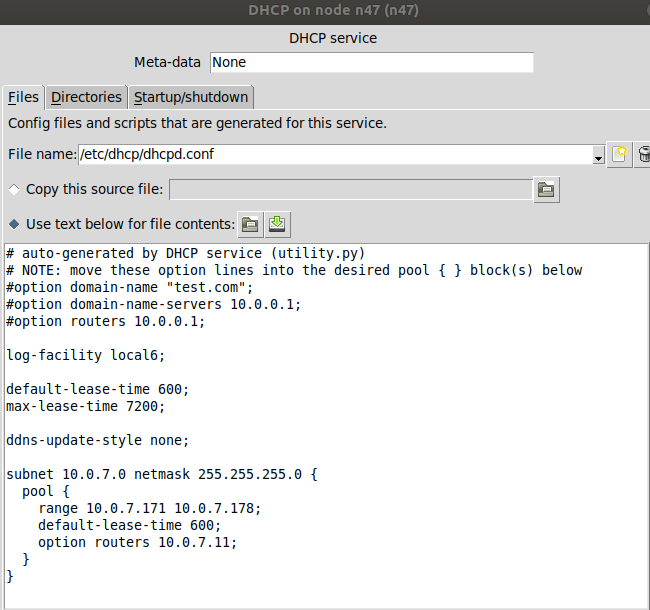 DHCP on node n47 (n47)
DHCP service
Meta-data None
Files Directories Startup/shutdown
Config files and scripts that are generated for this service.
File name: /etc/dhcp/dhcpd.conf
Copy this source file:
Use text below for file contents:
# auto-generated by DHCP service (utility.py)
# NOTE: move these option lines into the desired pool { } block(s) below
#option domain-name "test.com";
#option domain-name-servers 10.0.0.1;
#option routers 10.0.0.1;

log-facility local6;

default-lease-time 600;
max-lease-time 7200;

ddns-update-style none;

subnet 10.0.7.0 netmask 255.255.255.0 {
  pool {
    range 10.0.7.171 10.0.7.178;
    default-lease-time 600;
    option routers 10.0.7.11;
  }
}